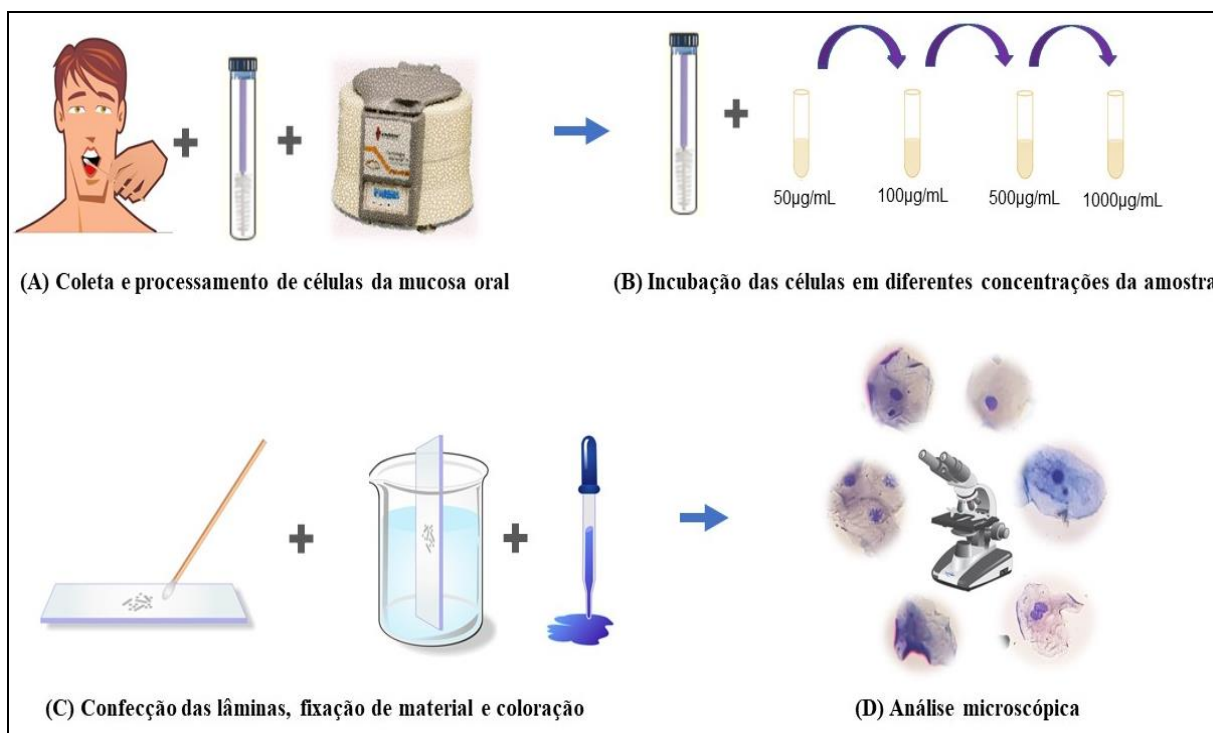 50µg/mL
100µg/mL
500µg/mL
1000µg/mL
(A) Coleta e processamento de células da mucosa oral
(B) Incubação das células em diferentes concentrações da amostra
(C) Confecção das lâminas, fixação de material e coloração
(D) Análise microscópica